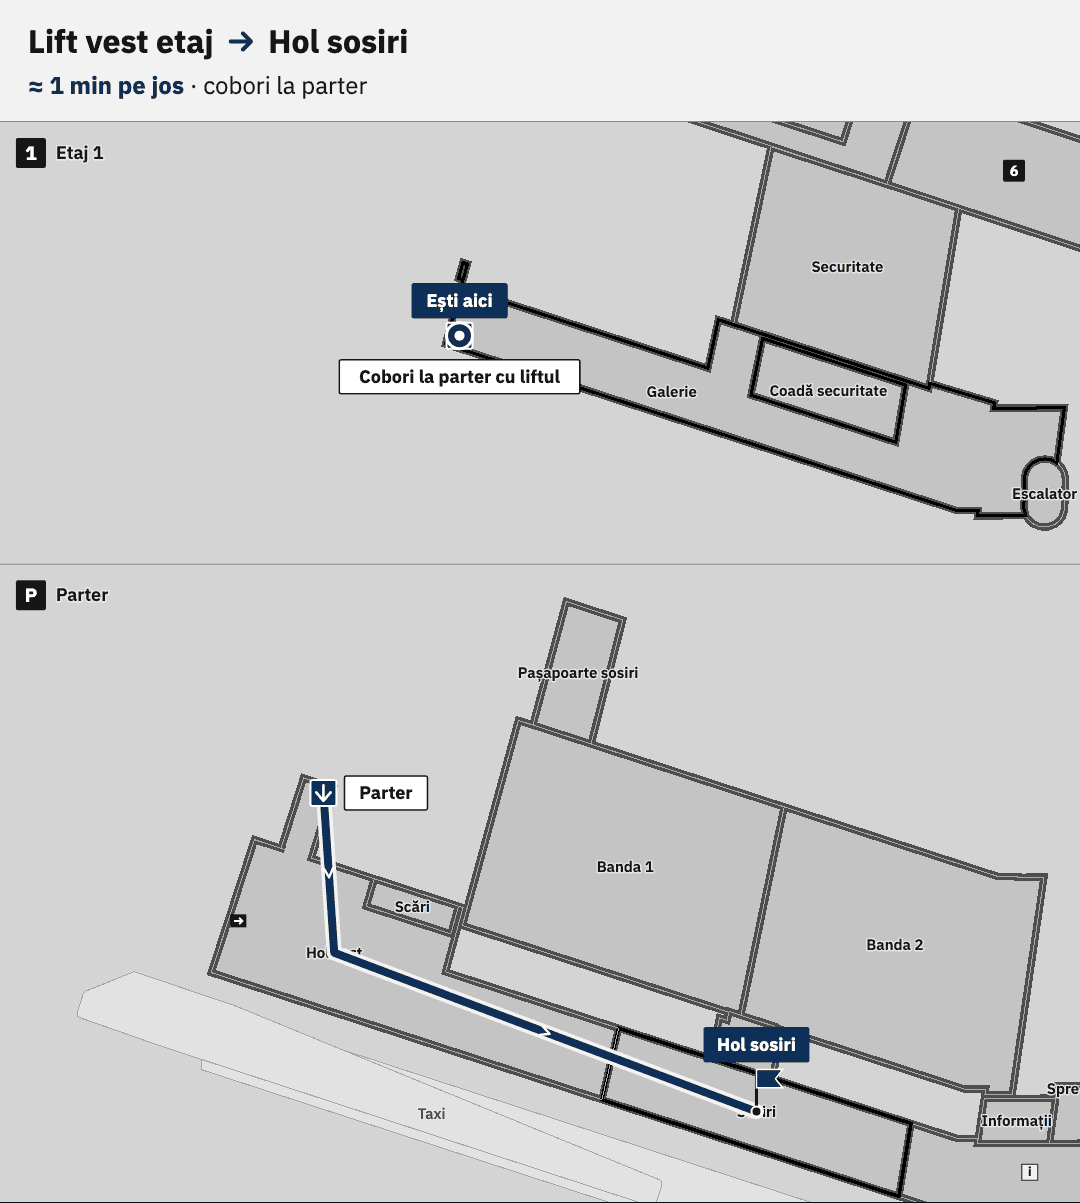 Lift vest etaj → Hol sosiri
≈ 1 min pe jos · cobori la parter
1 Etaj 1
6
Securitate
Ești aici
Cobori la parter cu liftul
Galerie
Coadă securitate
Escalator
P Parter
Pașapoarte sosiri
Parter
Banda 1
Scări
Banda 2
Hol sosiri
Taxi
Informații
i